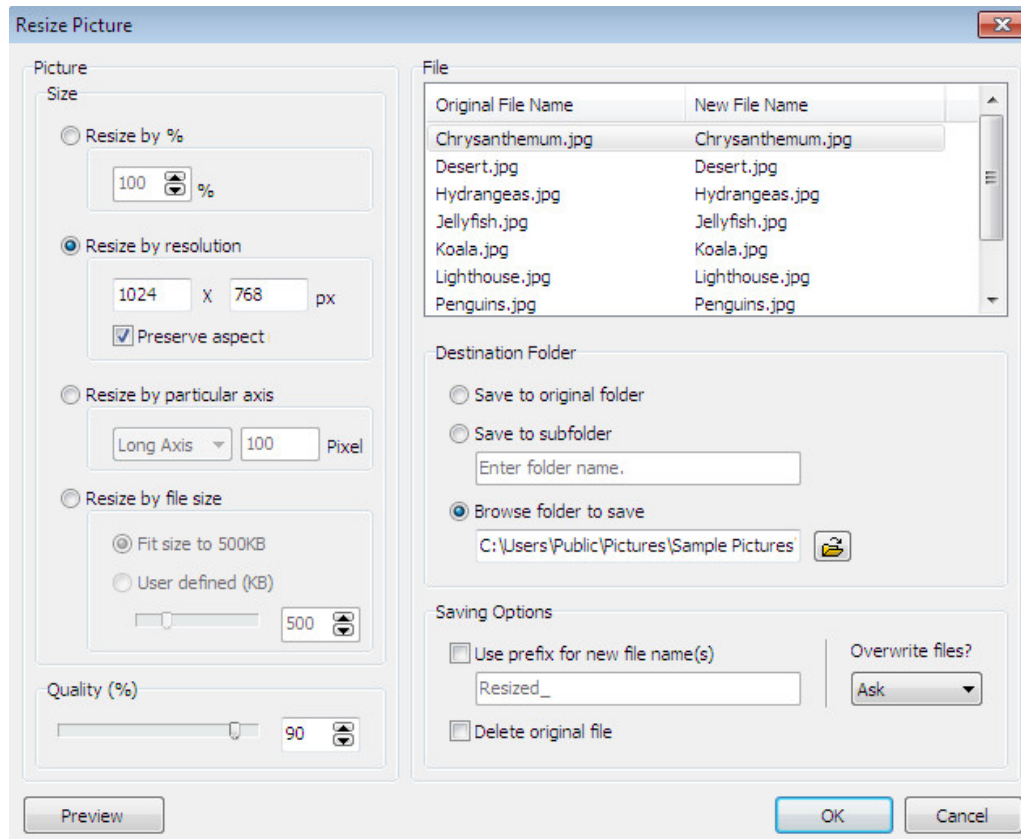 Resize Picture
Picture
Size
Resize by %
100 %
Resize by resolution
1024 X 768 px
Preserve aspect
Resize by particular axis
Long Axis 100 Pixel
Resize by file size
Fit size to 500KB
User defined (KB)
500
Quality (%)
90
Preview
File
Original File Name New File Name
Chrysanthemum.jpg Chrysanthemum.jpg
Desert.jpg Desert.jpg
Hydrangeas.jpg Hydrangeas.jpg
Jellyfish.jpg Jellyfish.jpg
Koala.jpg Koala.jpg
Lighthouse.jpg Lighthouse.jpg
Penguins.jpg Penguins.jpg
Destination Folder
Save to original folder
Save to subfolder
Enter folder name.
Browse folder to save
C:\Users\Public\Pictures\Sample Pictures
Saving Options
Use prefix for new file name(s)
Resized_
Delete original file
Overwrite files?
Ask
OK Cancel